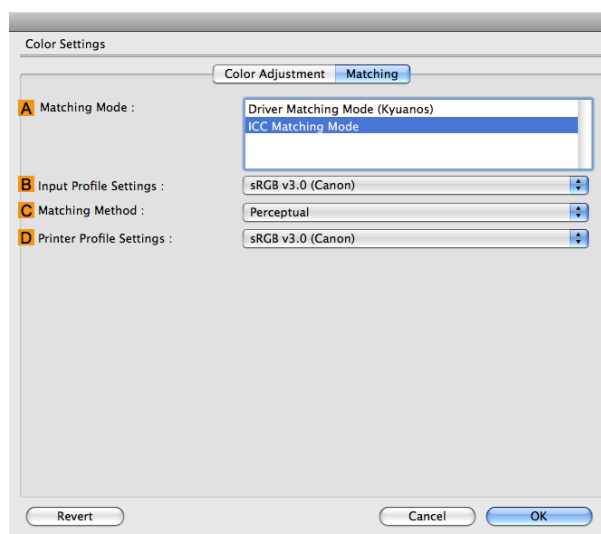 Color Settings
Color Adjustment Matching
A Matching Mode :
Driver Matching Mode (Kyuanos)
ICC Matching Mode
B Input Profile Settings : sRGB v3.0 (Canon)
C Matching Method : Perceptual
D Printer Profile Settings : sRGB v3.0 (Canon)
Revert Cancel OK